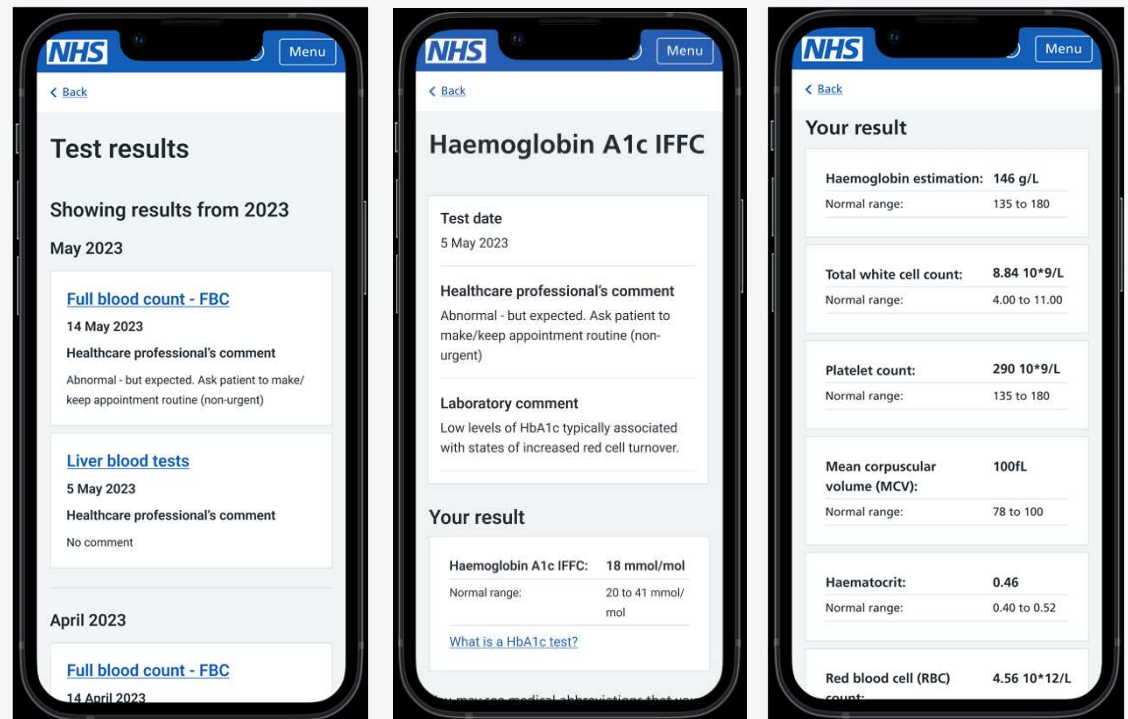 NHS
Menu
Back
Test results
Showing results from 2023
May 2023
Full blood count - FBC
14 May 2023
Healthcare professional's comment
Abnormal - but expected. Ask patient to make/
keep appointment routine (non-urgent)
Liver blood tests
5 May 2023
Healthcare professional's comment
No comment
April 2023
Full blood count - FBC
14 April 2023
NHS
Menu
Back
Haemoglobin A1c IFFC
Test date
5 May 2023
Healthcare professional's comment
Abnormal - but expected. Ask patient to
make/keep appointment routine (non-
urgent)
Laboratory comment
Low levels of HbA1c typically associated
with states of increased red cell turnover.
Your result
Haemoglobin A1c IFFC: 18 mmol/mol
Normal range: 20 to 41 mmol/
mol
What is a HbA1c test?
You may see medical abbreviations that you
NHS
Menu
Back
Your result
Haemoglobin estimation: 146 g/L
Normal range: 135 to 180
Total white cell count: 8.84 10*9/L
Normal range: 4.00 to 11.00
Platelet count: 290 10*9/L
Normal range: 135 to 180
Mean corpuscular 100fL
volume (MCV):
Normal range: 78 to 100
Haematocrit: 0.46
Normal range: 0.40 to 0.52
Red blood cell (RBC) 4.56 10*12/L
count: